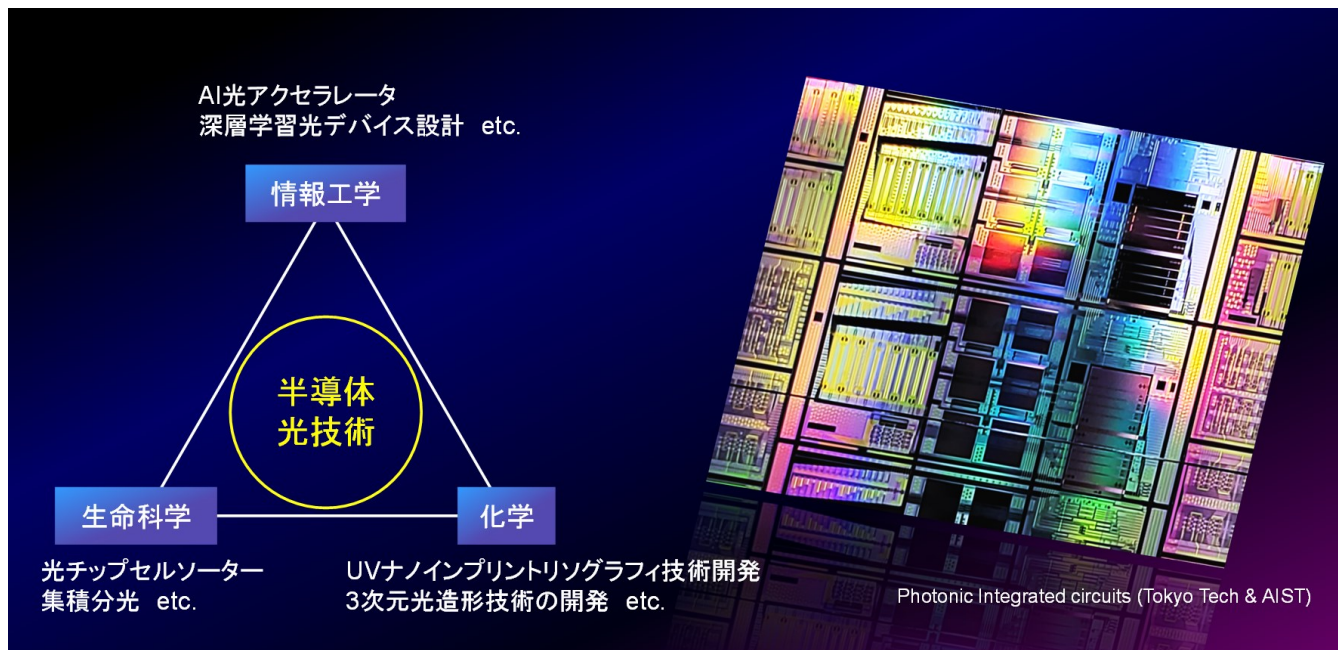 AI光アクセラレータ
深層学習光デバイス設計 etc.
情報工学
半導体
光技術
生命科学
化学
光チップセルソーター
集積分光 etc.
UVナノインプリントリソグラフィ技術開発
3次元光造形技術の開発 etc.
Photonic Integrated circuits (Tokyo Tech & AIST)